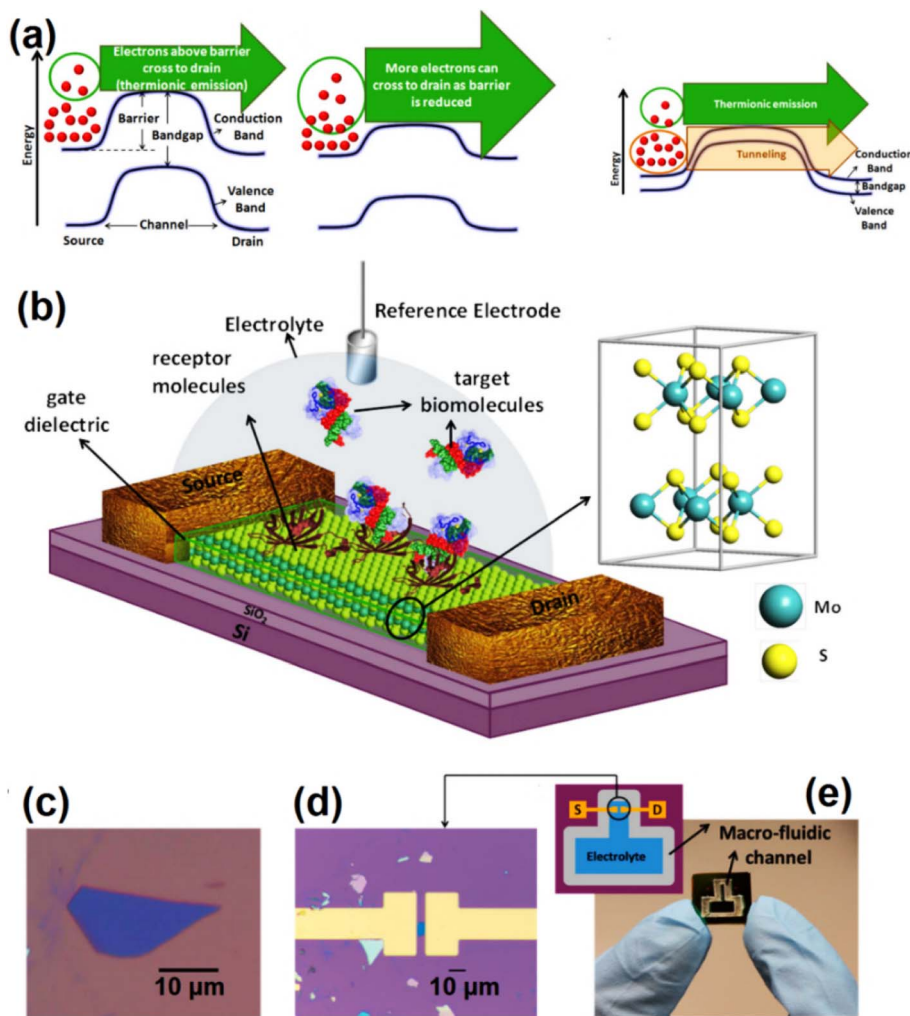 (a)
Energy
Electrons above barrier
cross to drain
(thermionic emission)
Barrier
Bandgap
Conduction
Band
Valence
Band
Channel
Source
Drain
More electrons can
cross to drain as barrier
is reduced
Energy
Thermionic emission
Tunneling
Conduction
Band
Bandgap
Valence
Band
(b)
Reference Electrode
Electrolyte
receptor
molecules
target
biomolecules
gate
dielectric
Source
Drain
SiO2
Si
Mo
S
(c)
10 μm
(d)
10 μm
(e)
S
D
Electrolyte
Macro-fluidic
channel